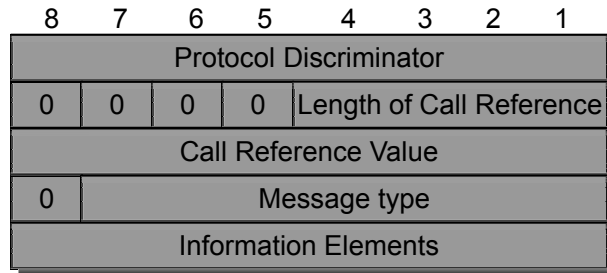 8 7 6 5 4 3 2 1
Protocol Discriminator
0 0 0 0 Length of Call Reference
Call Reference Value
0 Message type
Information Elements